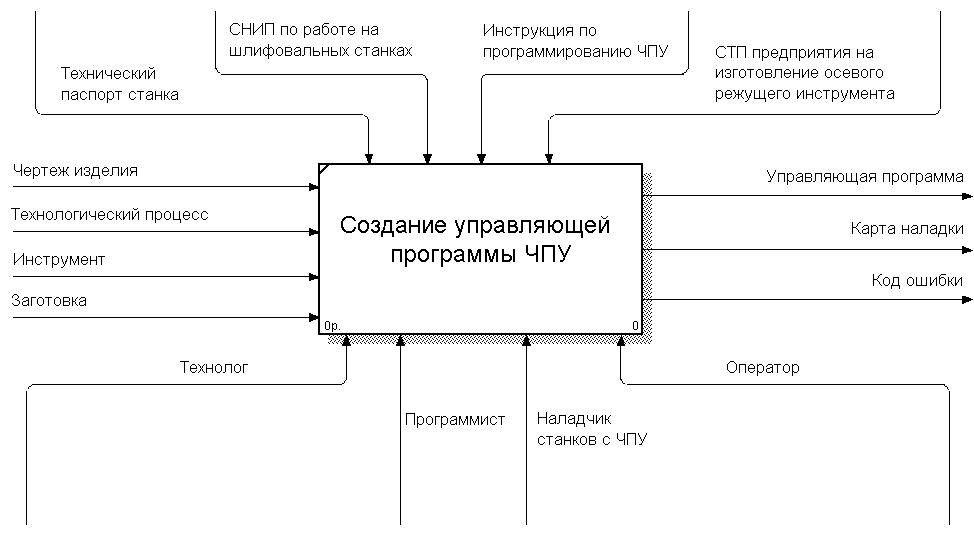 СНИП по работе на
шлифовальных станках
Инструкция по
программированию ЧПУ
СТП предприятия на
изготовление осевого
режущего инструмента
Технический
паспорт станка
Чертеж изделия
Технологический процесс
Инструмент
Заготовка
Создание управляющей
программы ЧПУ
0р.
0
Управляющая программа
Карта наладки
Код ошибки
Технолог
Программист
Наладчик
станков с ЧПУ
Оператор